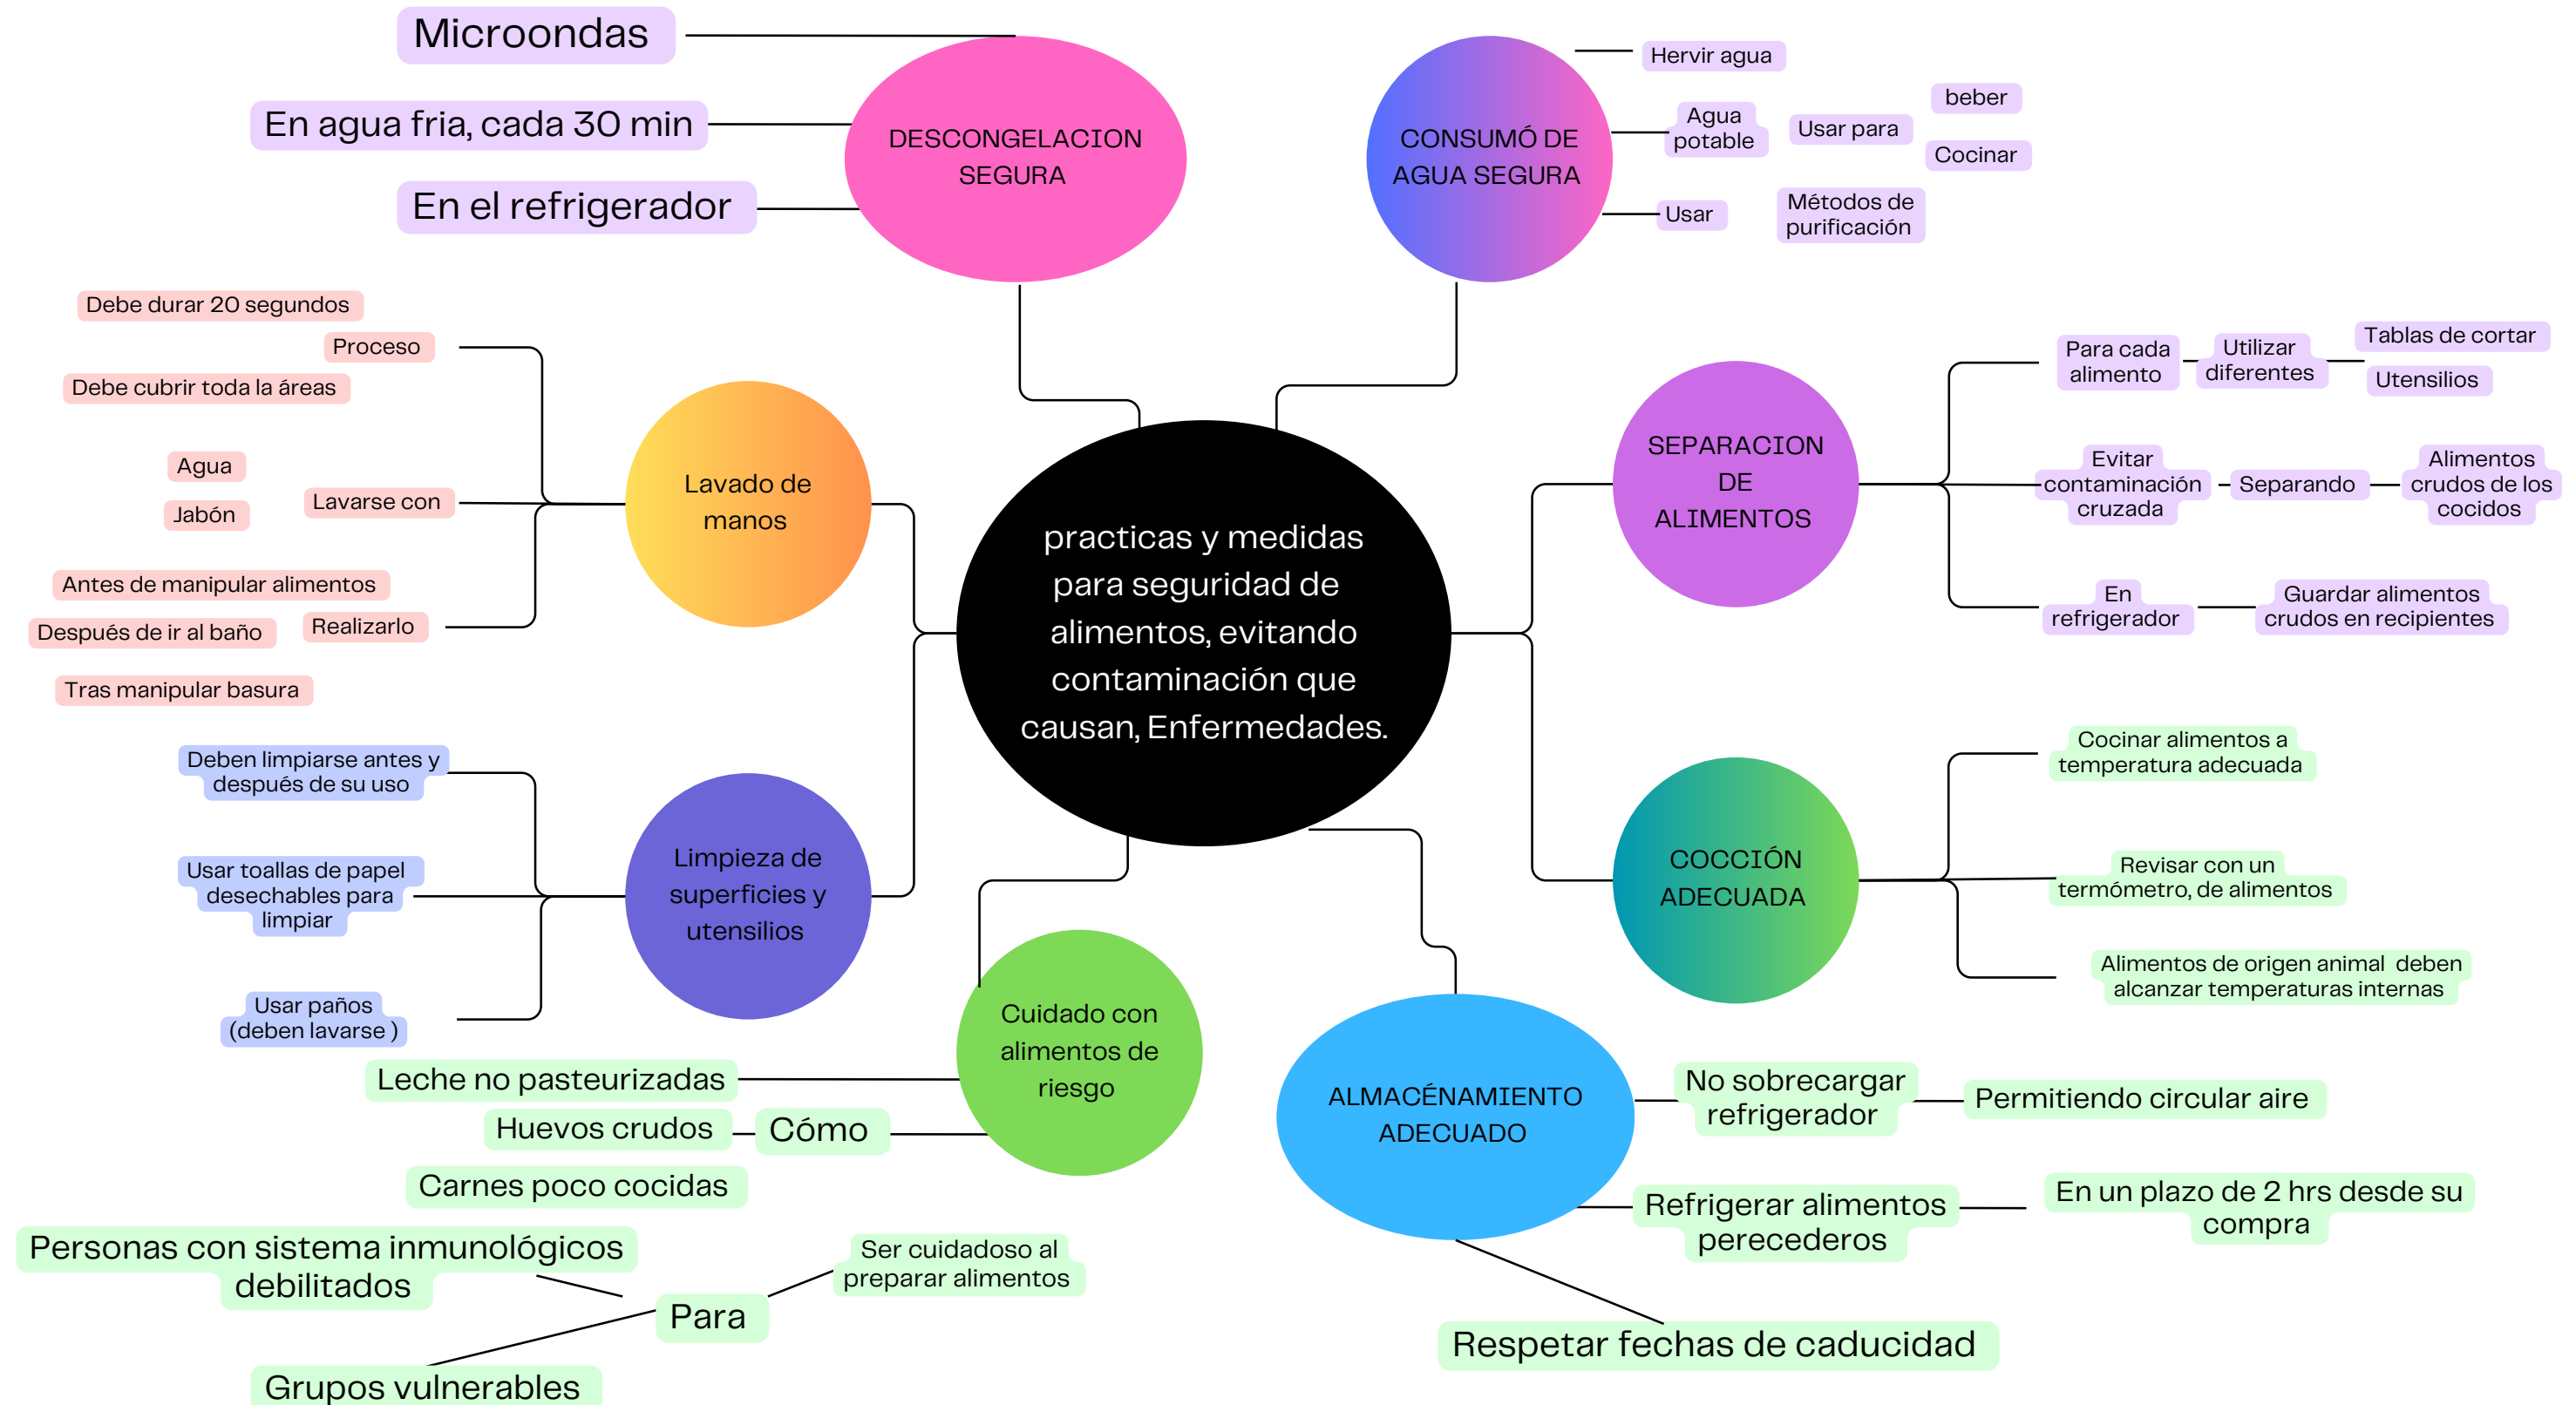 Microondas
En agua fria, cada 30 min
En el refrigerador
DESCONGELACION
SEGURA
CONSUMÓ DE
AGUA SEGURA
Hervir agua
Agua
potable
Usar para
beber
Cocinar
Usar
Métodos de
purificación
Debe durar 20 segundos
Proceso
Debe cubrir toda la áreas
Agua
Jabón
Lavarse con
Antes de manipular alimentos
Después de ir al baño
Realizarlo
Tras manipular basura
Lavado de
manos
SEPARACION
DE
ALIMENTOS
Para cada
alimento
Utilizar
diferentes
Tablas de cortar
Utensilios
Evitar
contaminación
cruzada
Separando
Alimentos
crudos de los
cocidos
En
refrigerador
Guardar alimentos
crudos en recipientes
practicas y medidas
para seguridad de
alimentos, evitando
contaminación que
causan, Enfermedades.
Deben limpiarse antes y
después de su uso
Usar toallas de papel
desechables para
limpiar
Usar paños
(deben lavarse )
Limpieza de
superficies y
utensilios
COCCIÓN
ADECUADA
Cocinar alimentos a
temperatura adecuada
Revisar con un
termómetro, de alimentos
Alimentos de origen animal deben
alcanzar temperaturas internas
Cuidado con
alimentos de
riesgo
Leche no pasteurizadas
Huevos crudos
Cómo
Carnes poco cocidas
Personas con sistema inmunológicos
debilitados
Para
Ser cuidadoso al
preparar alimentos
Grupos vulnerables
ALMACÉNAMIENTO
ADECUADO
No sobrecargar
refrigerador
Permitiendo circular aire
Refrigerar alimentos
perecederos
En un plazo de 2 hrs desde su
compra
Respetar fechas de caducidad